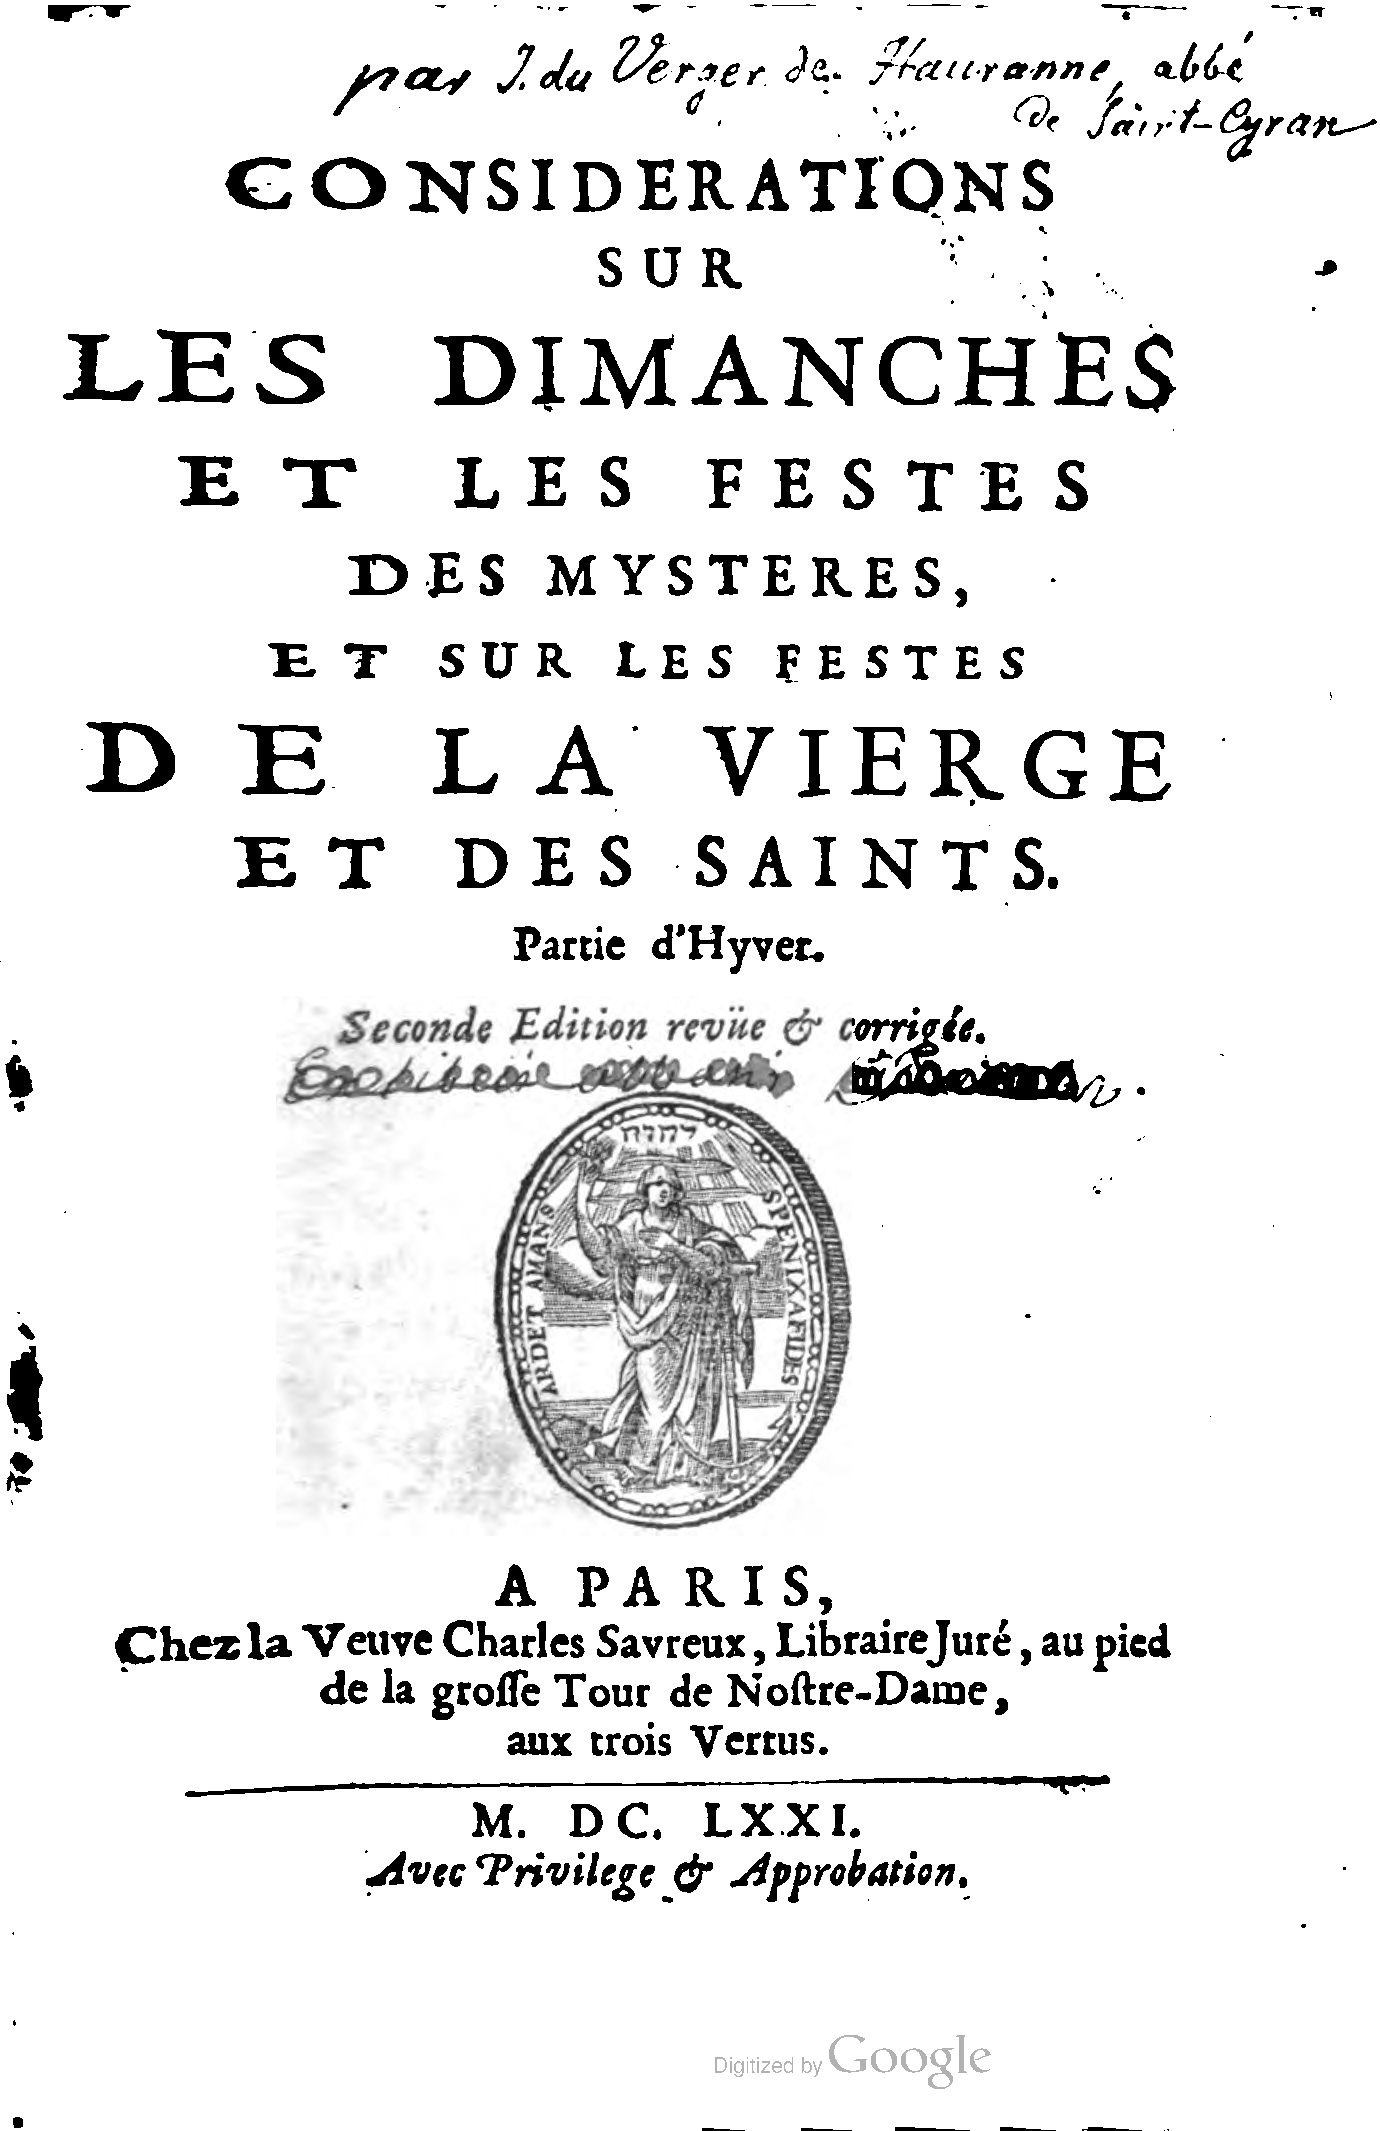 par J. du Verger de Hauranne, abbé
de Saint-Cyran
CONSIDERATIONS
SUR
LES DIMANCHES
ET LES FESTES
DES MYSTERES,
ET SUR LES FESTES
DE LA VIERGE
ET DES SAINTS.
Partie d'Hyver.
Seconde Edition revüe & corrigée.
יהוה
ARDET AMANS
SPE NIXA FIDES
A PARIS,
Chez la Veuve Charles Savreux, Libraire Juré, au pied
de la groſſe Tour de Noſtre-Dame,
aux trois Vertus.
M. DC. LXXI.
Avec Privilege & Approbation.
Digitized by Google